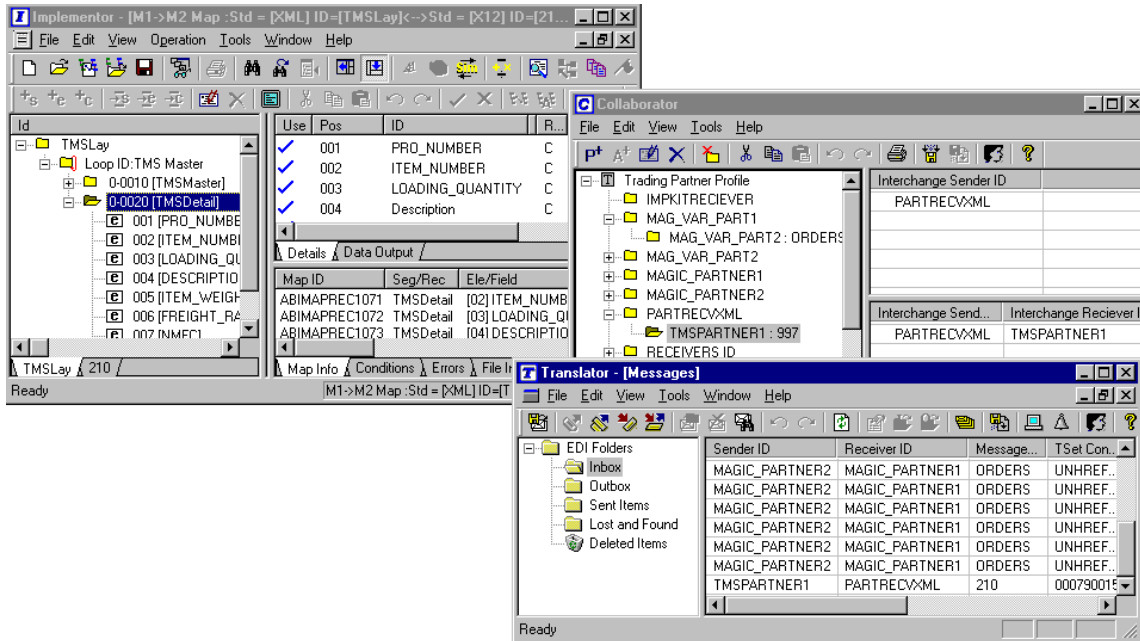 Implementor - [M1->M2 Map :Std = [XML] ID=[TMSLay]<-->Std = [X12] ID=[21...
File Edit View Operation Tools Window Help
Id
TMSLay
Loop ID:TMS Master
0-0010 [TMSMaster]
0-0020 [TMSDetail]
001 [PRO_NUMBE
002 [ITEM_NUMBI
003 [LOADING_QU
004 [DESCRIPTIO
005 [ITEM_WEIGH
006 [FREIGHT_RA
007 [NMFC]
TMSLay 210
Use Pos ID R...
001 PRO_NUMBER C
002 ITEM_NUMBER C
003 LOADING_QUANTITY C
004 Description C
Details Data Output
Map ID Seg/Rec Ele/Field
ABIMAPREC1071 TMSDetail [02] ITEM_NUMB
ABIMAPREC1072 TMSDetail [03] LOADING_QU
ABIMAPREC1073 TMSDetail [04] DESCRIPTIO
Map Info Conditions Errors File In
Ready M1->M2 Map :Std = [XML] ID=[T
Collaborator
File Edit View Tools Help
Trading Partner Profile
IMPKITRECIEVER
MAG_VAR_PART1
MAG_VAR_PART2 : ORDERS
MAG_VAR_PART2
MAGIC_PARTNER1
MAGIC_PARTNER2
PARTRECVXML
TMSPARTNER1 : 997
RECEIVERS ID
Interchange Sender ID
PARTRECVXML
Interchange Send... Interchange Reciever I
PARTRECVXML TMSPARTNER1
Translator - [Messages]
File Edit View Tools Window Help
EDI Folders
Inbox
Outbox
Sent Items
Lost and Found
Deleted Items
Sender ID Receiver ID Message... TSet Con...
MAGIC_PARTNER2 MAGIC_PARTNER1 ORDERS UNHREF...
MAGIC_PARTNER2 MAGIC_PARTNER1 ORDERS UNHREF...
MAGIC_PARTNER2 MAGIC_PARTNER1 ORDERS UNHREF...
MAGIC_PARTNER2 MAGIC_PARTNER1 ORDERS UNHREF...
MAGIC_PARTNER2 MAGIC_PARTNER1 ORDERS UNHREF...
MAGIC_PARTNER2 MAGIC_PARTNER1 ORDERS UNHREF...
TMSPARTNER1 PARTRECVXML 210 000790015
Ready